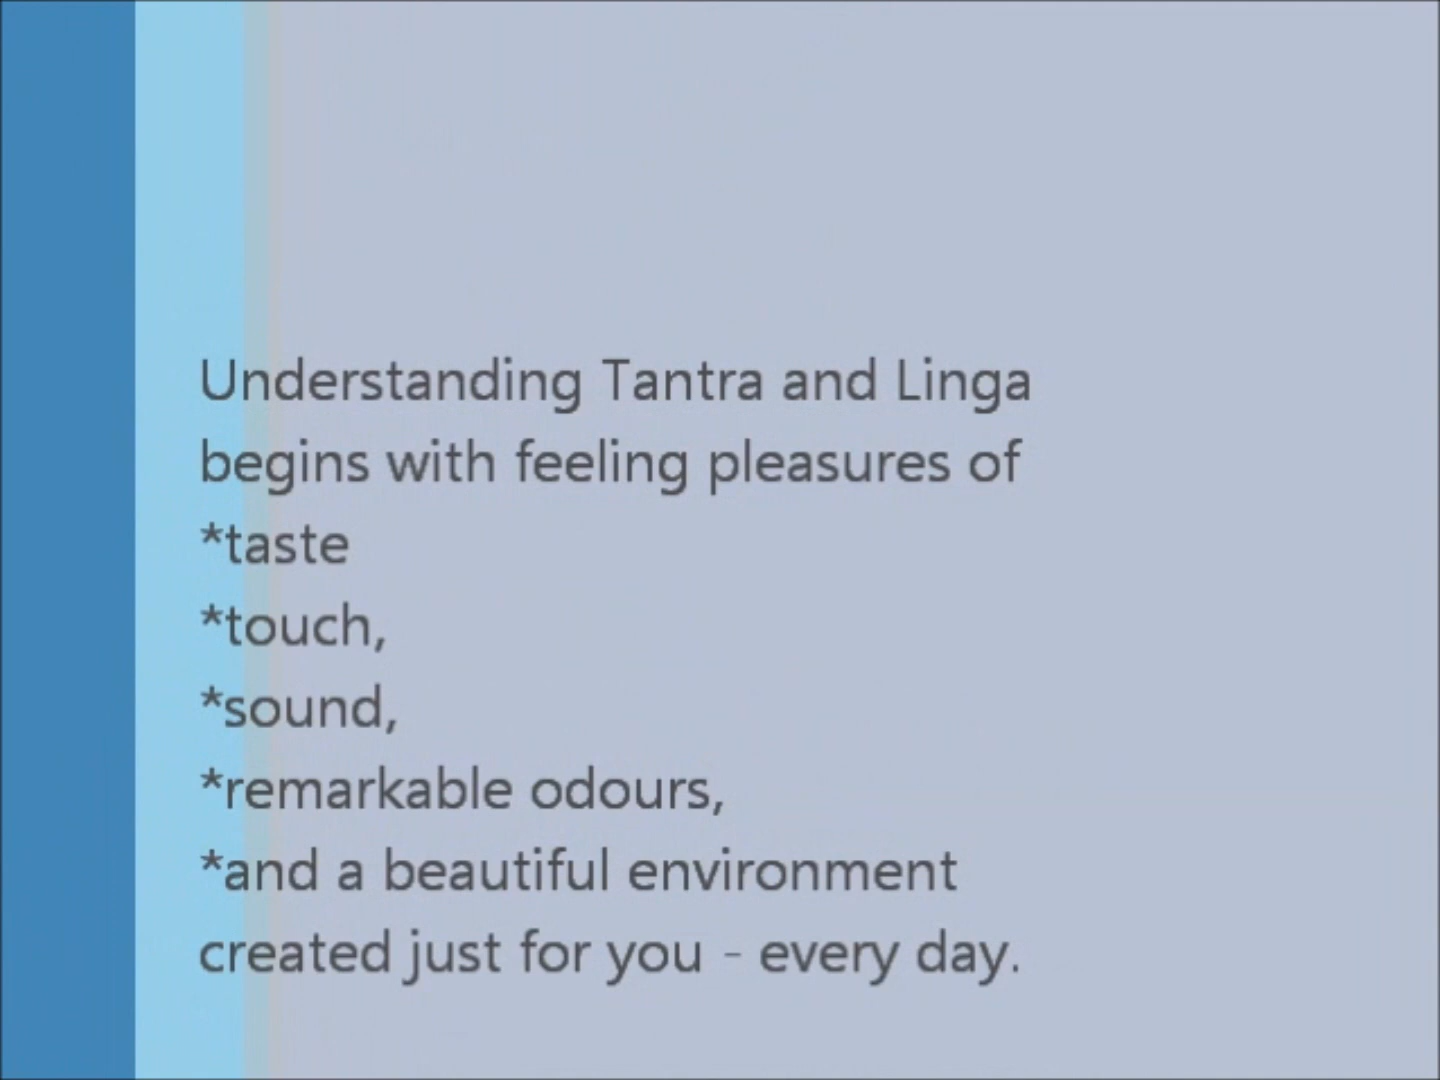 Understanding Tantra and Linga
begins with feeling pleasures of
*taste
*touch,
*sound,
*remarkable odours,
*and a beautiful environment
created just for you - every day.